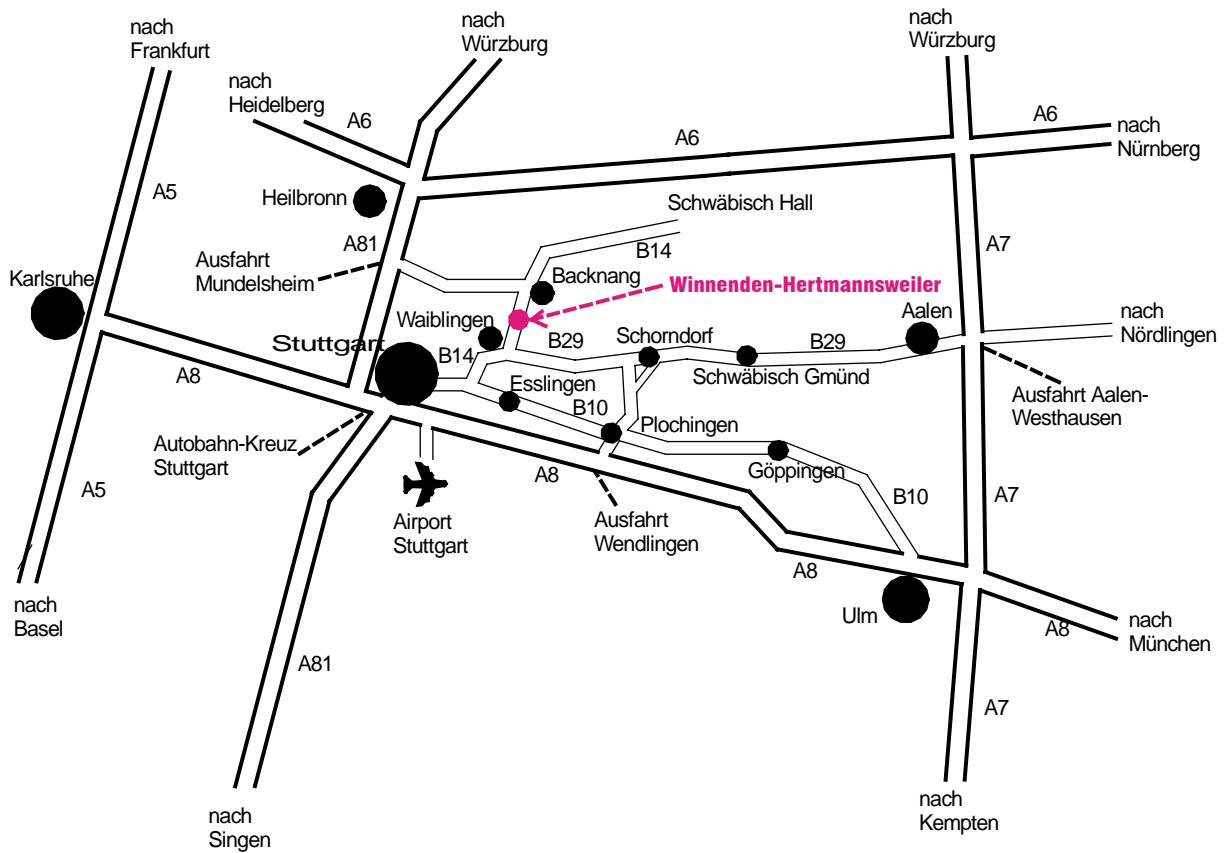 nach
Frankfurt
nach
Würzburg
nach
Würzburg
nach
Heidelberg
A6
A6
A6
nach
Nürnberg
A5
Heilbronn
Schwäbisch Hall
A81
B14
A7
Ausfahrt
Mundelsheim
Karlsruhe
Backnang
Winnenden-Hertmannsweiler
Aalen
nach
Nördlingen
Waiblingen
Stuttgart
B14
B29
Schorndorf
B29
A8
Esslingen
Schwäbisch Gmünd
Ausfahrt Aalen-
Westhausen
B10
Plochingen
Autobahn-Kreuz
Stuttgart
A5
A8
Göppingen
B10
A7
Airport
Stuttgart
Ausfahrt
Wendlingen
A8
nach
Basel
Ulm
A8
nach
München
A81
A7
nach
Singen
nach
Kempten